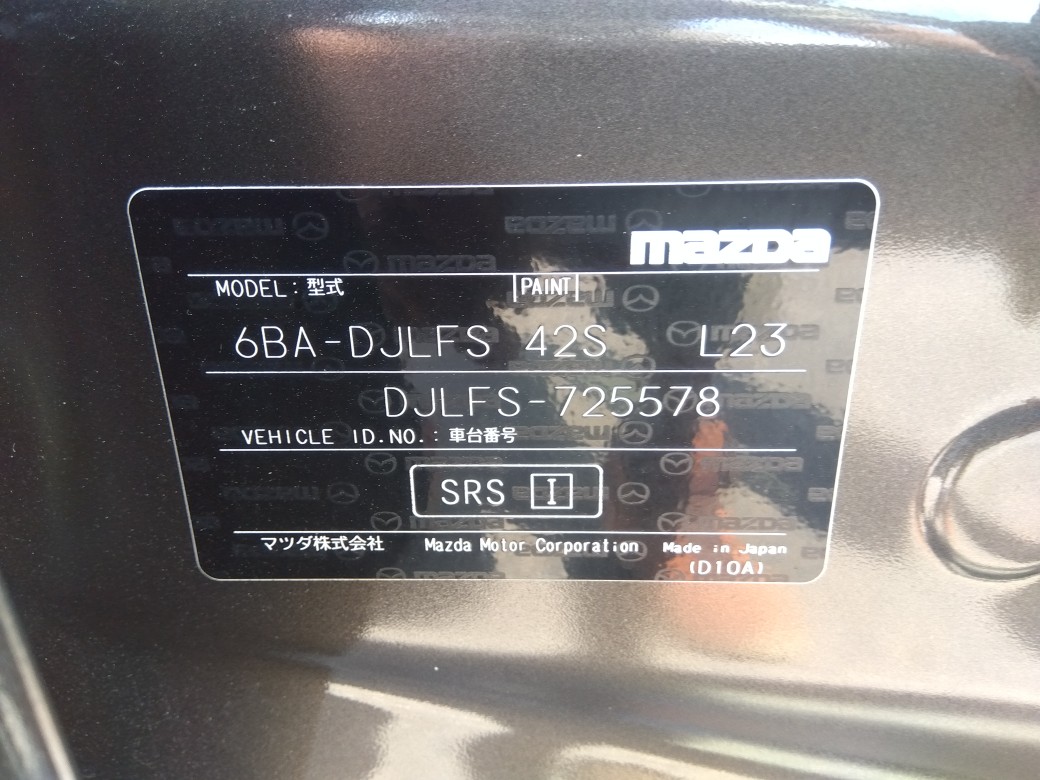 mazda
MODEL: 型式 PAINT
6BA-DJLFS 42S L23
DJLFS-725578
VEHICLE ID.NO.: 車台番号
SRS I
マツダ株式会社 Mazda Motor Corporation Made in Japan
(D10A)